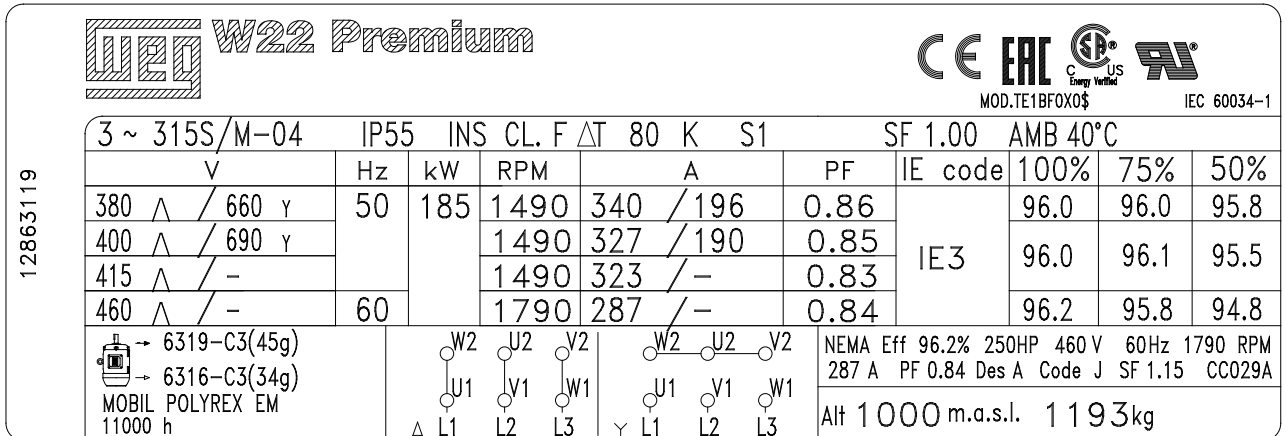 WEG W22 Premium
CE EAC CSA® C US Energy Verified RU®
MOD.TE1BF0X0$ IEC 60034-1
12863119
3 ~ 315S/M-04 IP55 INS CL. F ΔT 80 K S1 SF 1.00 AMB 40°C
V Hz kW RPM A PF IE code 100% 75% 50%
380 Λ / 660 Y 50 185 1490 340 / 196 0.86 96.0 96.0 95.8
400 Λ / 690 Y 1490 327 / 190 0.85 IE3 96.0 96.1 95.5
415 Λ / - 1490 323 / - 0.83
460 Λ / - 60 1790 287 / - 0.84 96.2 95.8 94.8
→ 6319-C3(45g)
→ 6316-C3(34g)
MOBIL POLYREX EM
11000 h
W2 U2 V2
U1 V1 W1
Δ L1 L2 L3
W2 U2 V2
U1 V1 W1
Y L1 L2 L3
NEMA Eff 96.2% 250HP 460 V 60Hz 1790 RPM
287 A PF 0.84 Des A Code J SF 1.15 CC029A
Alt 1000 m.a.s.l. 1193kg